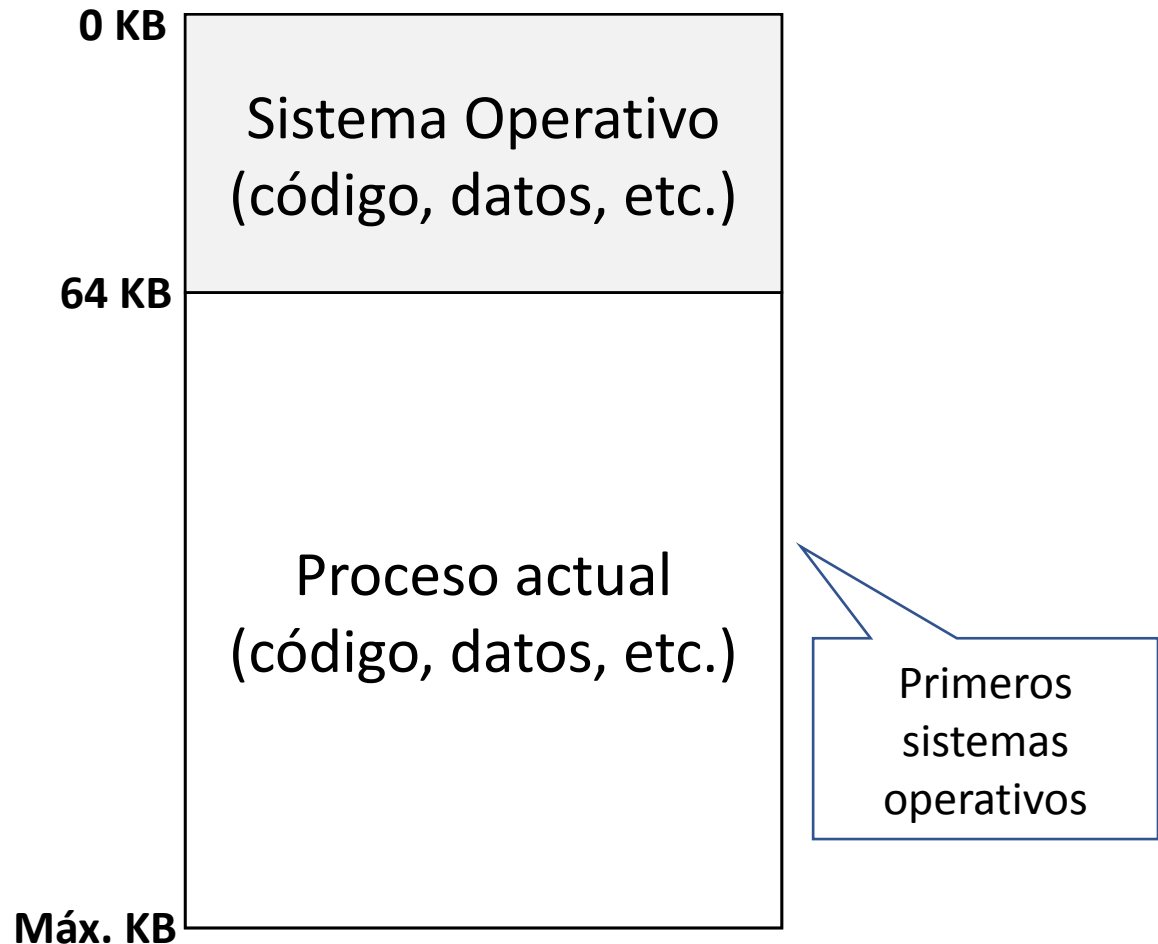 0 KB
Sistema Operativo
(código, datos, etc.)
64 KB
Proceso actual
(código, datos, etc.)
Primeros
sistemas
operativos
Máx. KB